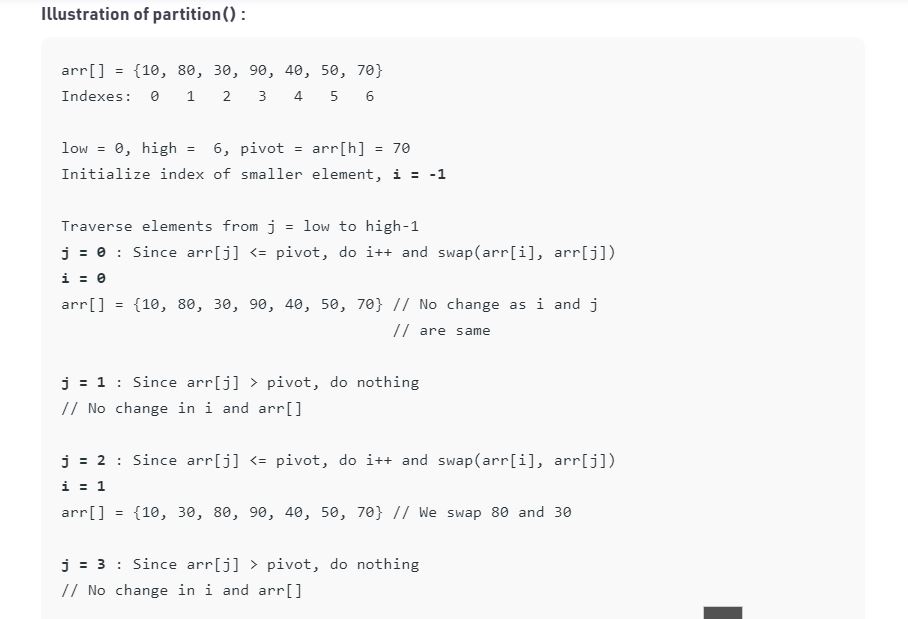 Illustration of partition() :
arr[] = {10, 80, 30, 90, 40, 50, 70}
Indexes:  0   1   2   3   4   5   6
low = 0, high =  6, pivot = arr[h] = 70
Initialize index of smaller element, i = -1
Traverse elements from j = low to high-1
j = 0 : Since arr[j] <= pivot, do i++ and swap(arr[i], arr[j])
i = 0
arr[] = {10, 80, 30, 90, 40, 50, 70} // No change as i and j
// are same
j = 1 : Since arr[j] > pivot, do nothing
// No change in i and arr[]
j = 2 : Since arr[j] <= pivot, do i++ and swap(arr[i], arr[j])
i = 1
arr[] = {10, 30, 80, 90, 40, 50, 70} // We swap 80 and 30
j = 3 : Since arr[j] > pivot, do nothing
// No change in i and arr[]